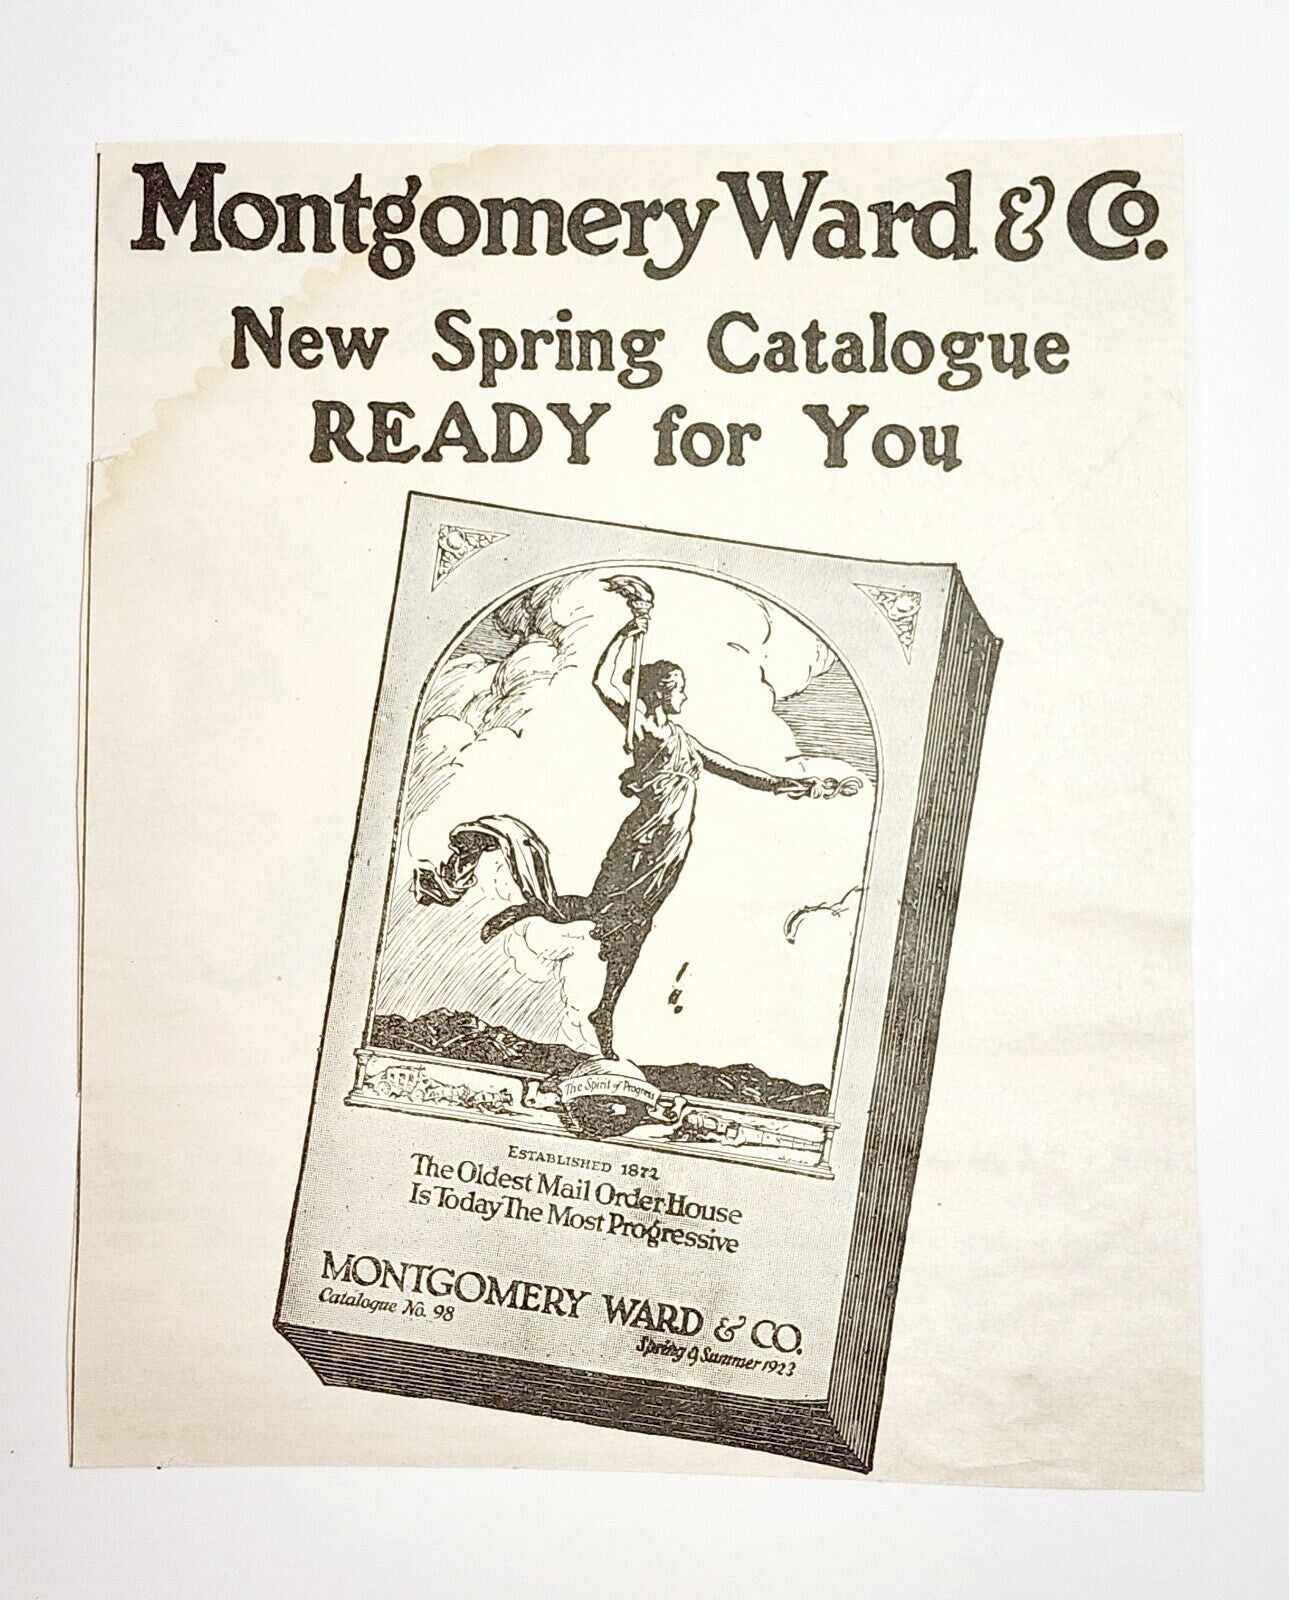 Montgomery Ward & Co.
New Spring Catalogue
READY for You
The Spirit of Progress
ESTABLISHED 1872
The Oldest Mail Order House
Is Today The Most Progressive
MONTGOMERY WARD & CO.
Catalogue No. 98
Spring & Summer 1923